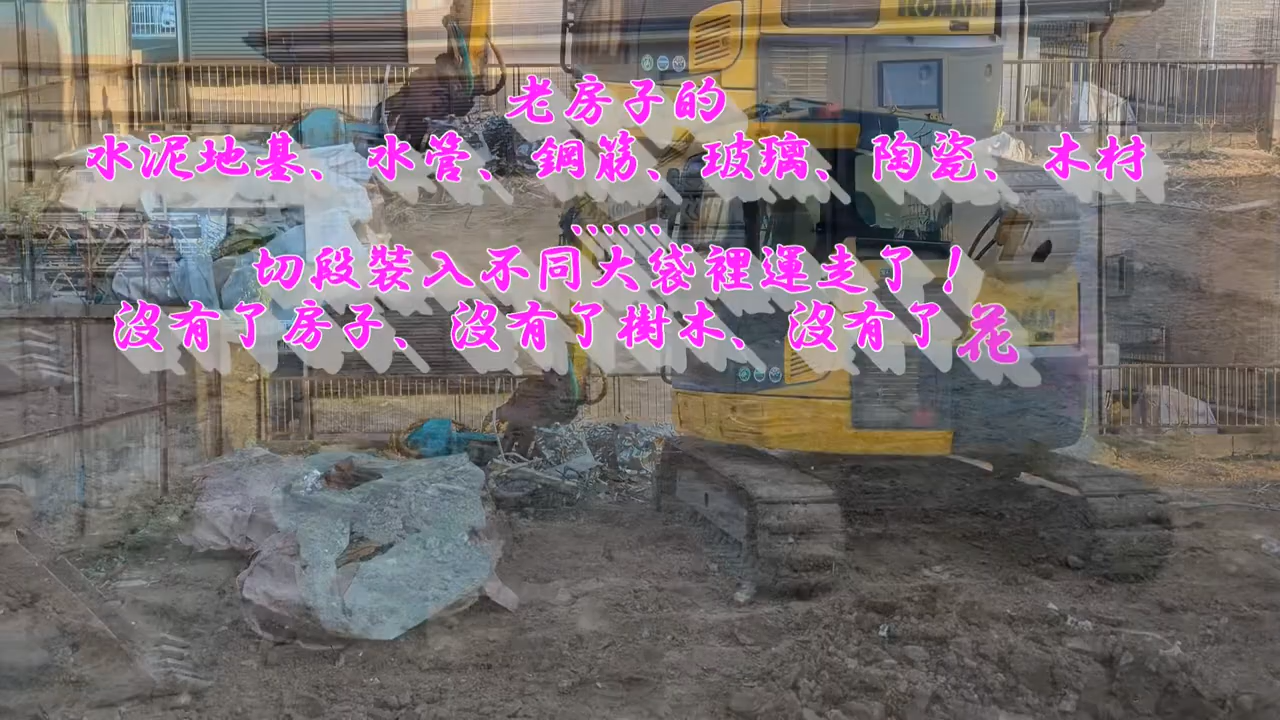 老房子的
水泥地基、水管、鋼筋、玻璃、陶瓷、木材
......
切段裝入不同大袋裡運走了！
沒有了房子、沒有了樹木、沒有了花